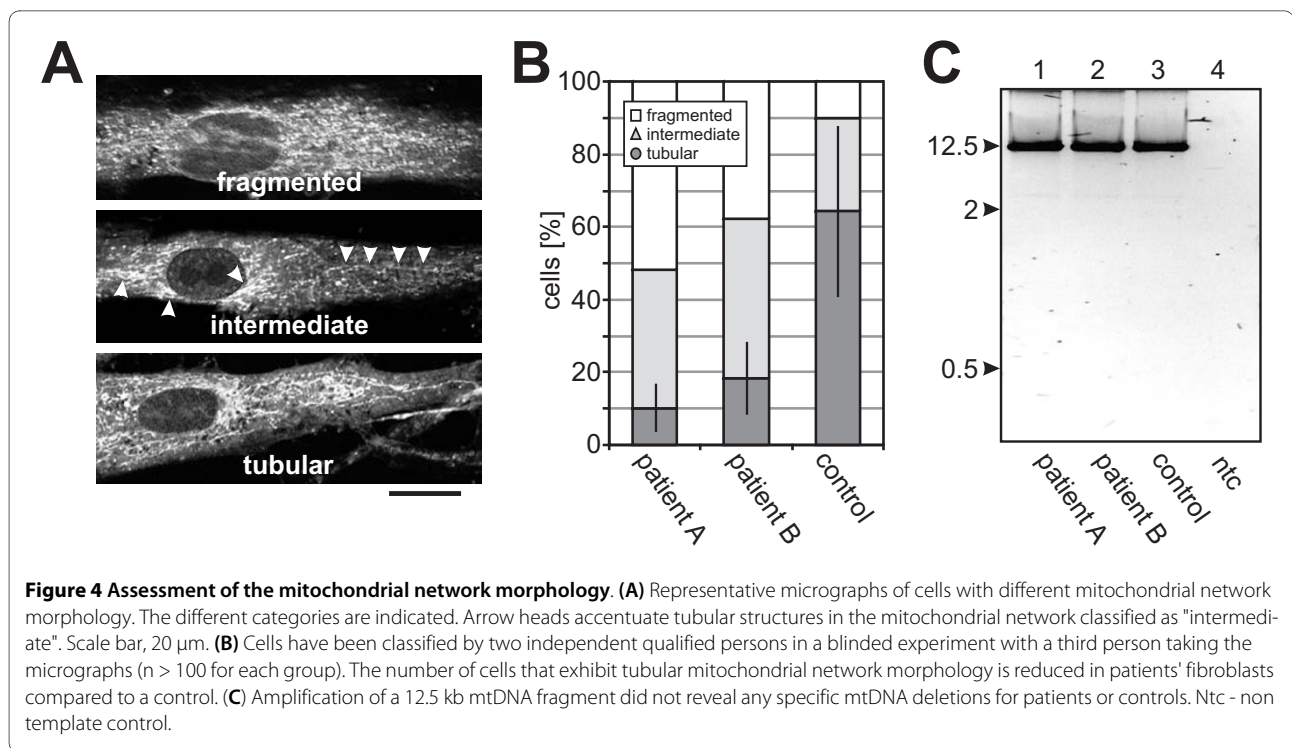 A
fragmented
intermediate
tubular
B
100
80
60
40
20
0
cells [%]
fragmented
intermediate
tubular
patient A
patient B
control
C
1 2 3 4
12.5
2
0.5
patient A
patient B
control
ntc
Figure 4 Assessment of the mitochondrial network morphology. (A) Representative micrographs of cells with different mitochondrial network
morphology. The different categories are indicated. Arrow heads accentuate tubular structures in the mitochondrial network classified as "intermedi-
ate". Scale bar, 20 μm. (B) Cells have been classified by two independent qualified persons in a blinded experiment with a third person taking the
micrographs (n > 100 for each group). The number of cells that exhibit tubular mitochondrial network morphology is reduced in patients' fibroblasts
compared to a control. (C) Amplification of a 12.5 kb mtDNA fragment did not reveal any specific mtDNA deletions for patients or controls. Ntc - non
template control.